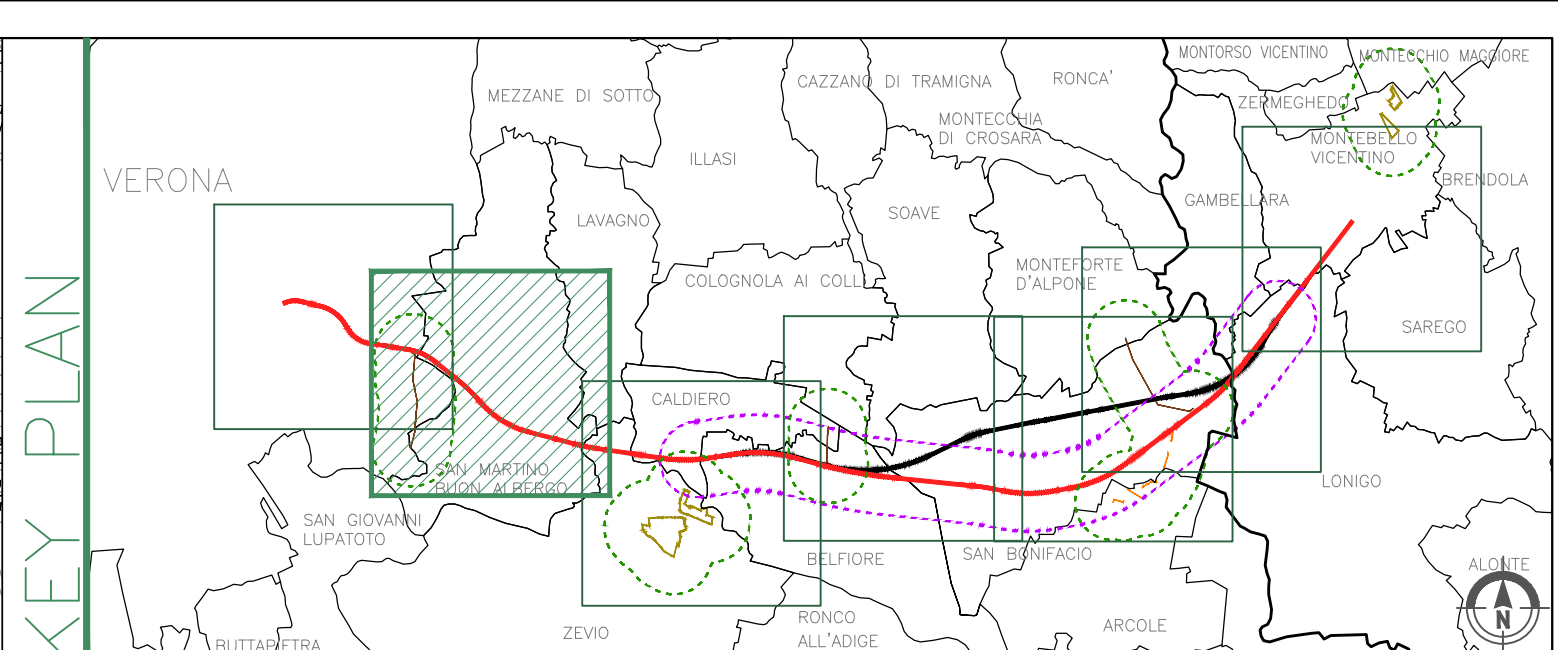 KEY PLAN
MONTORSO VICENTINO
MONTECCHIO MAGGIORE
CAZZANO DI TRAMIGNA
RONCA'
MEZZANE DI SOTTO
ZERMEGHEDO
MONTECCHIA
DI CROSARA
MONTEBELLO
VICENTINO
ILLASI
VERONA
BRENDOLA
GAMBELLARA
LAVAGNO
SOAVE
MONTEFORTE
D'ALPONE
COLOGNOLA AI COLLI
SAREGO
CALDIERO
SAN MARTINO
BUON ALBERGO
LONIGO
SAN GIOVANNI
LUPATOTO
BELFIORE
SAN BONIFACIO
ALONTE
N
RONCO
ALL'ADIGE
ZEVIO
ARCOLE
BUTTAPIETRA